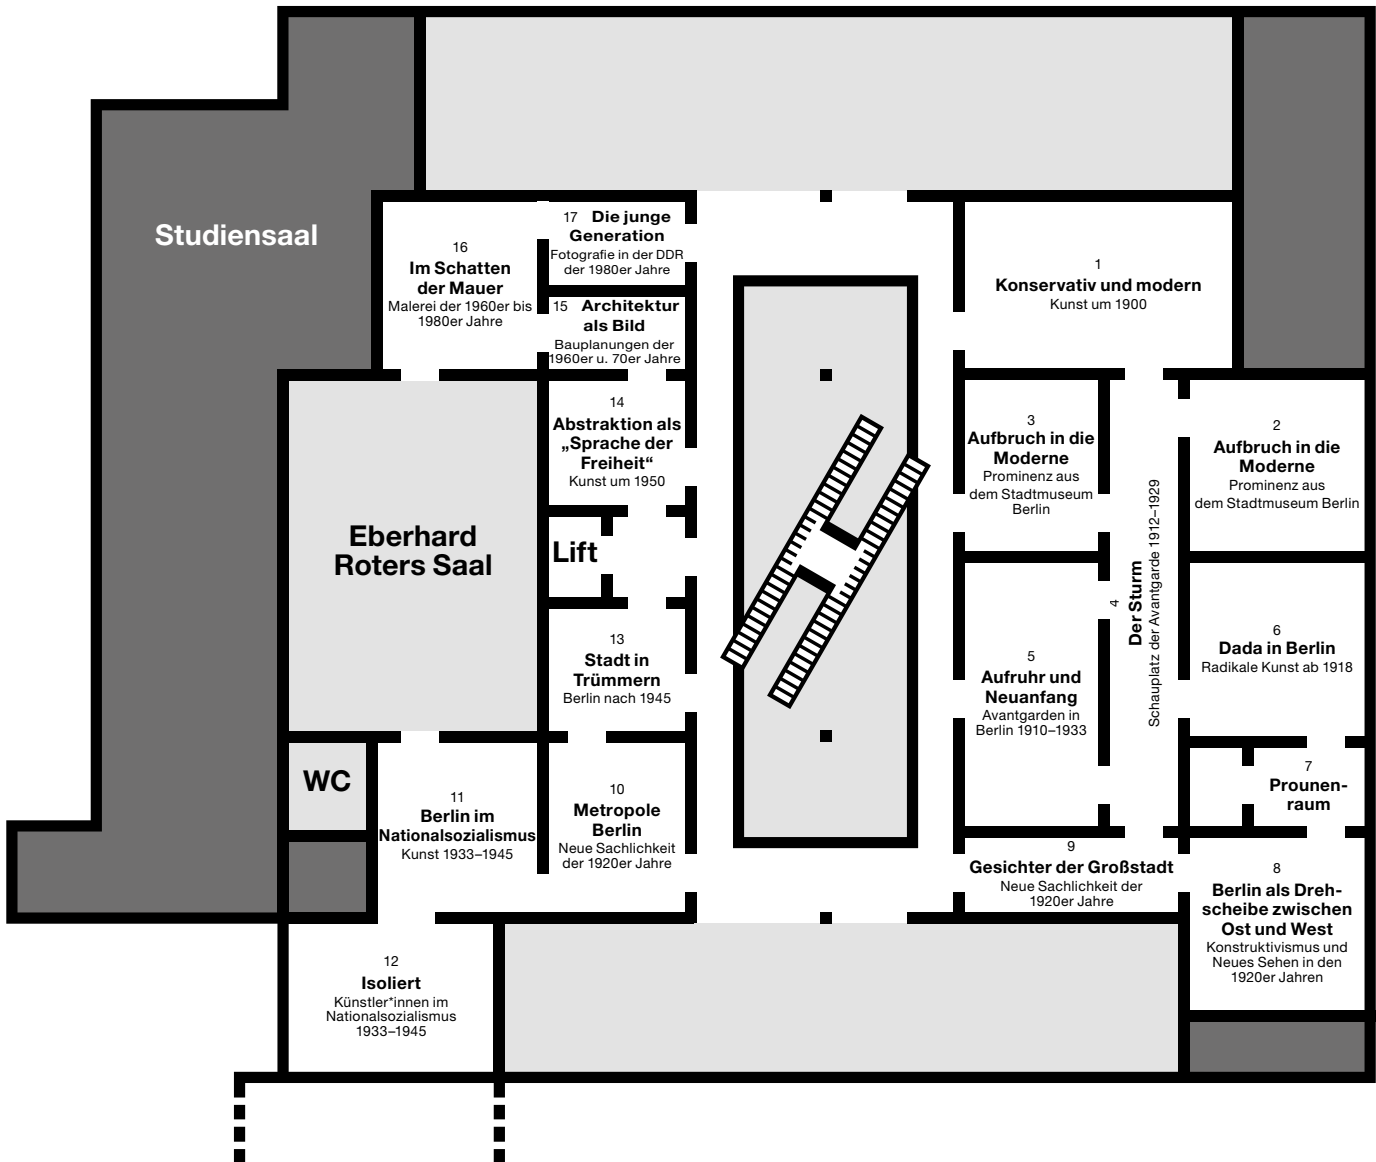 Studiensaal
16
Im Schatten
der Mauer
Malerei der 1960er bis
1980er Jahre
17 Die junge
Generation
Fotografie in der DDR
der 1980er Jahre
15 Architektur
als Bild
Bauplanungen der
1960er u. 70er Jahre
1
Konservativ und modern
Kunst um 1900
14
Abstraktion als
„Sprache der
Freiheit“
Kunst um 1950
3
Aufbruch in die
Moderne
Prominenz aus
dem Stadtmuseum
Berlin
2
Aufbruch in die
Moderne
Prominenz aus
dem Stadtmuseum Berlin
Eberhard
Roters Saal
Lift
4
Der Sturm
Schauplatz der Avantgarde 1912–1929
13
Stadt in
Trümmern
Berlin nach 1945
5
Aufruhr und
Neuanfang
Avantgarden in
Berlin 1910–1933
6
Dada in Berlin
Radikale Kunst ab 1918
WC
11
Berlin im
Nationalsozialismus
Kunst 1933–1945
10
Metropole
Berlin
Neue Sachlichkeit
der 1920er Jahre
7
Prounen-
raum
9
Gesichter der Großstadt
Neue Sachlichkeit der
1920er Jahre
8
Berlin als Dreh-
scheibe zwischen
Ost und West
Konstruktivismus und
Neues Sehen in den
1920er Jahren
12
Isoliert
Künstler*innen im
Nationalsozialismus
1933–1945